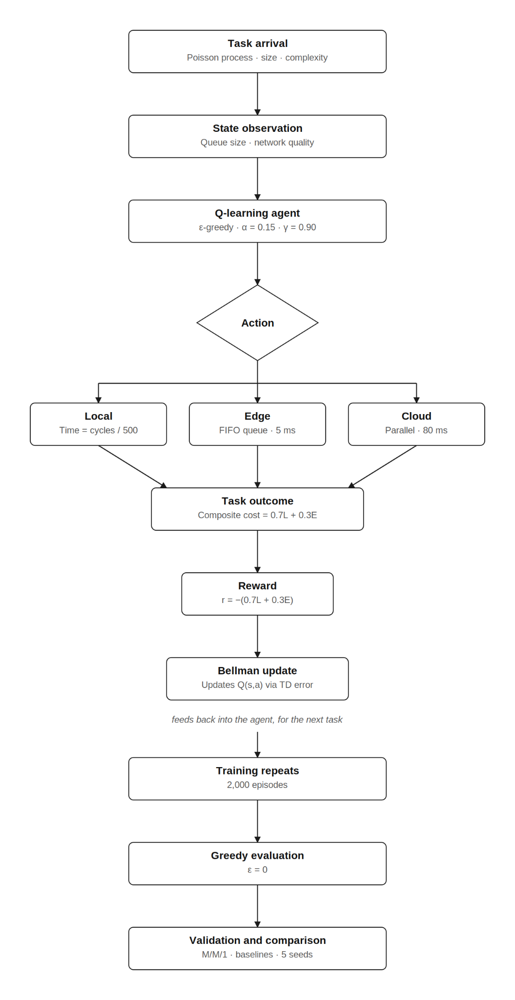 Task arrival
Poisson process · size · complexity
State observation
Queue size · network quality
Q-learning agent
ε-greedy · α = 0.15 · γ = 0.90
Action
Local
Time = cycles / 500
Edge
FIFO queue · 5 ms
Cloud
Parallel · 80 ms
Task outcome
Composite cost = 0.7L + 0.3E
Reward
r = −(0.7L + 0.3E)
Bellman update
Updates Q(s,a) via TD error
feeds back into the agent, for the next task
Training repeats
2,000 episodes
Greedy evaluation
ε = 0
Validation and comparison
M/M/1 · baselines · 5 seeds